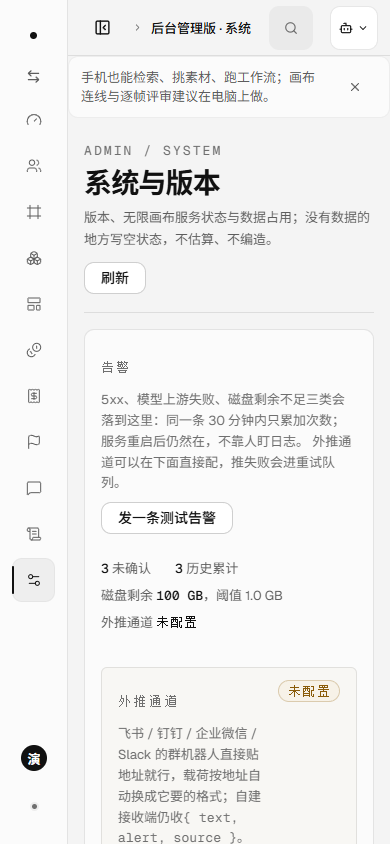 后台管理版 · 系统
手机也能检索、挑素材、跑工作流；画布
连线与逐帧评审建议在电脑上做。
ADMIN / SYSTEM
系统与版本
版本、无限画布服务状态与数据占用；没有数据的
地方写空状态，不估算、不编造。
刷新
告警
5xx、模型上游失败、磁盘剩余不足三类会
落到这里：同一条 30 分钟内只累加次数；
服务重启后仍然在，不靠人盯日志。 外推通
道可以在下面直接配，推失败会进重试队
列。
发一条测试告警
3 未确认 3 历史累计
磁盘剩余 100 GB，阈值 1.0 GB
外推通道 未配置
外推通道
未配置
飞书 / 钉钉 / 企业微信 /
Slack 的群机器人直接贴
地址就行，载荷按地址自
动换成它要的格式；自建
接收端仍收{ text,
alert, source }。
演